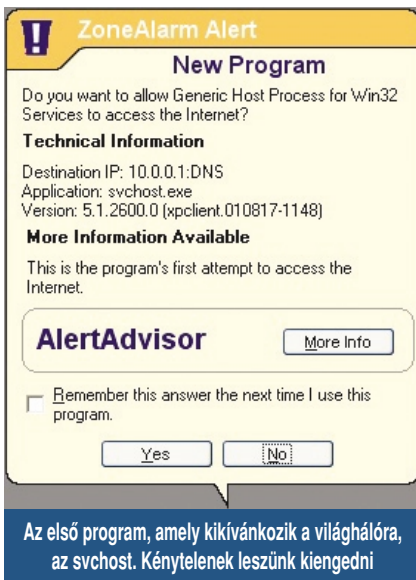 ZoneAlarm Alert
New Program
Do you want to allow Generic Host Process for Win32
Services to access the Internet?
Technical Information
Destination IP: 10.0.0.1:DNS
Application: svchost.exe
Version: 5.1.2600.0 (xpclient.010817-1148)
More Information Available
This is the program's first attempt to access the
Internet.
AlertAdvisor
More Info
Remember this answer the next time I use this
program.
Yes
No
Az első program, amely kikívánkozik a világhálóra,
az svchost. Kénytelenek leszünk kiengedni